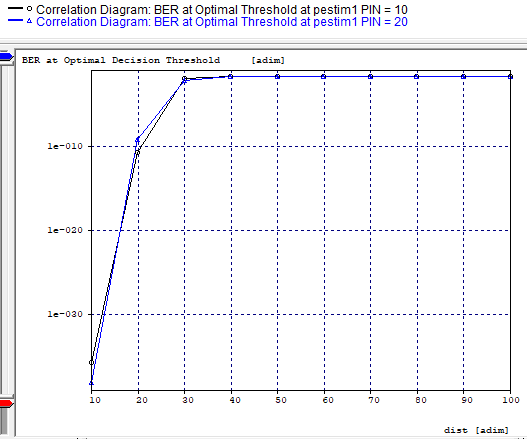 Correlation Diagram: BER at Optimal Threshold at pestim1 PIN = 10
Correlation Diagram: BER at Optimal Threshold at pestim1 PIN = 20
BER at Optimal Decision Threshold [adim]
1e-010
1e-020
1e-030
10 20 30 40 50 60 70 80 90 100
dist [adim]